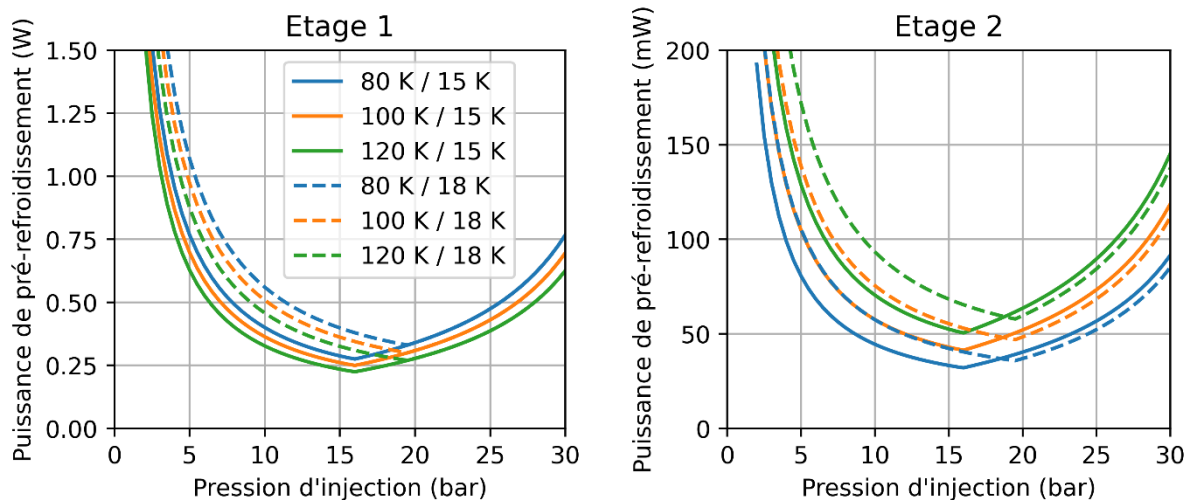 Etage 1
Puissance de pré-refroidissement (W)
1.50
1.25
1.00
0.75
0.50
0.25
0.00
80 K / 15 K
100 K / 15 K
120 K / 15 K
80 K / 18 K
100 K / 18 K
120 K / 18 K
0 5 10 15 20 25 30
Pression d'injection (bar)
Etage 2
Puissance de pré-refroidissement (mW)
200
150
100
50
0
0 5 10 15 20 25 30
Pression d'injection (bar)